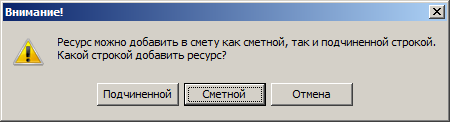 Внимание!
Ресурс можно добавить в смету как сметной, так и подчиненной строкой.
Какой строкой добавить ресурс?
Подчиненной
Сметной
Отмена